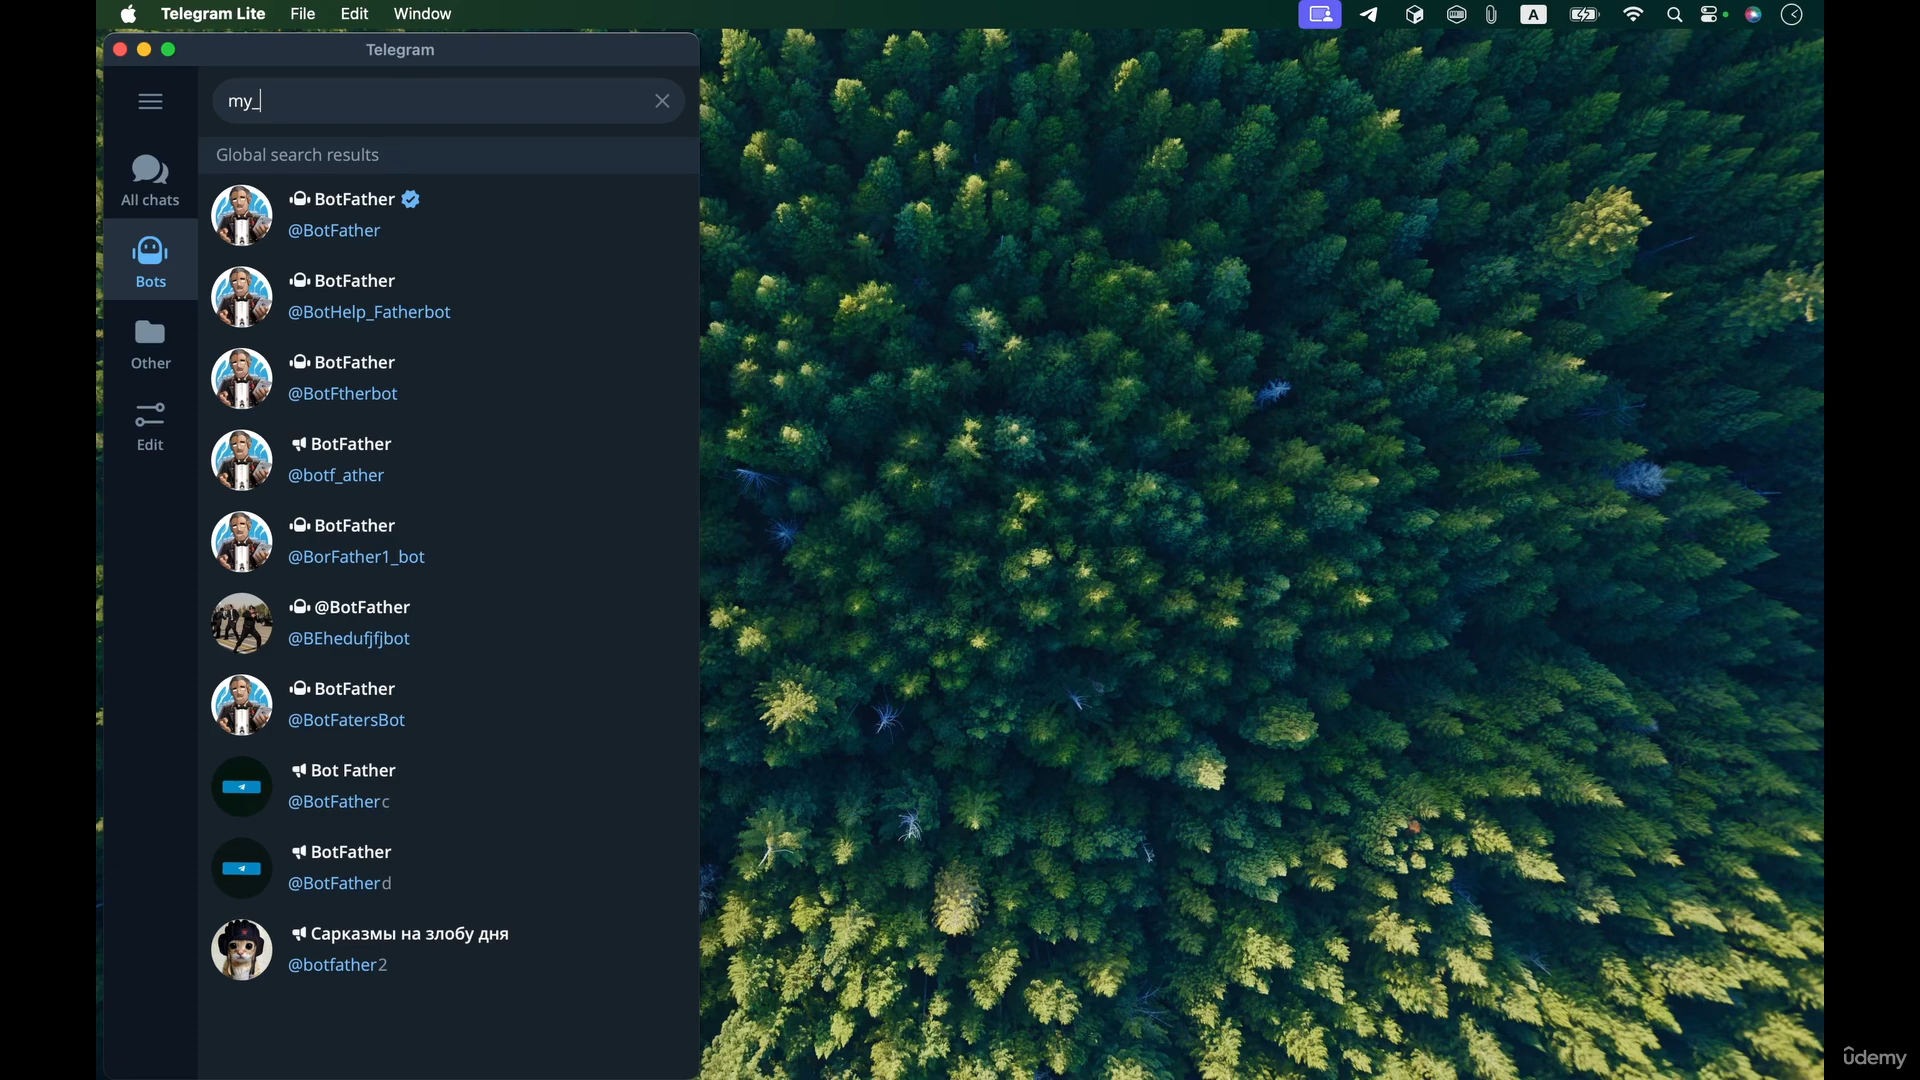 Telegram Lite File Edit Window
A
Telegram
my_
Global search results
All chats
Bots
Other
Edit
BotFather
@BotFather
BotFather
@BotHelp_Fatherbot
BotFather
@BotFtherbot
BotFather
@botf_ather
BotFather
@BorFather1_bot
@BotFather
@BEhedufjfjbot
BotFather
@BotFatersBot
Bot Father
@BotFatherc
BotFather
@BotFatherd
Сарказмы на злобу дня
@botfather2
ûdemy